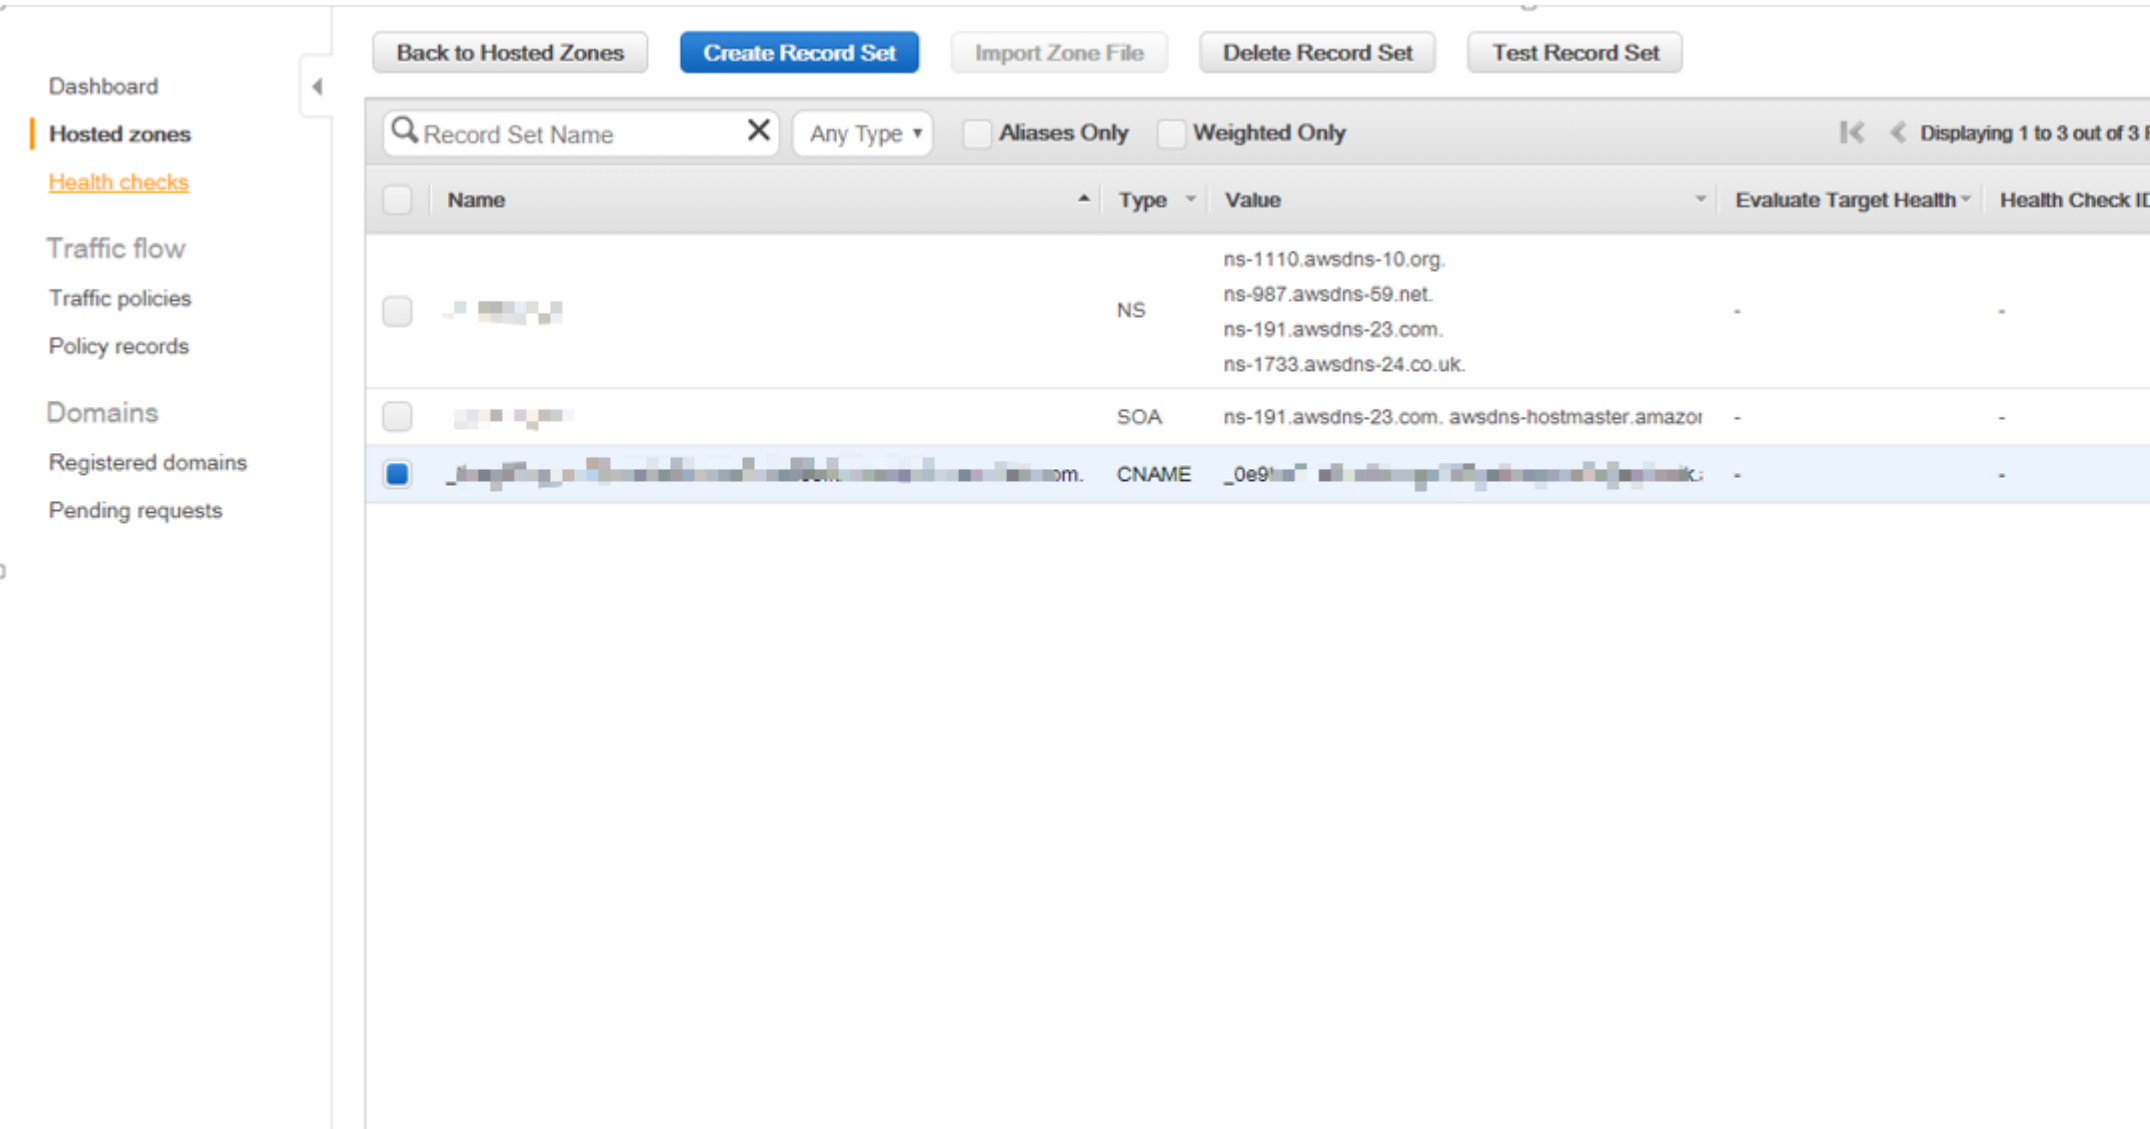 Back to Hosted Zones
Create Record Set
Import Zone File
Delete Record Set
Test Record Set
Dashboard
Hosted zones
Health checks
Traffic flow
Traffic policies
Policy records
Domains
Registered domains
Pending requests
Record Set Name
Any Type
Aliases Only
Weighted Only
Displaying 1 to 3 out of 3
Name
Type
Value
Evaluate Target Health
Health Check ID
NS
ns-1110.awsdns-10.org.
ns-987.awsdns-59.net.
ns-191.awsdns-23.com.
ns-1733.awsdns-24.co.uk.
-
-
SOA
ns-191.awsdns-23.com. awsdns-hostmaster.amazon
-
-
CNAME
-
-